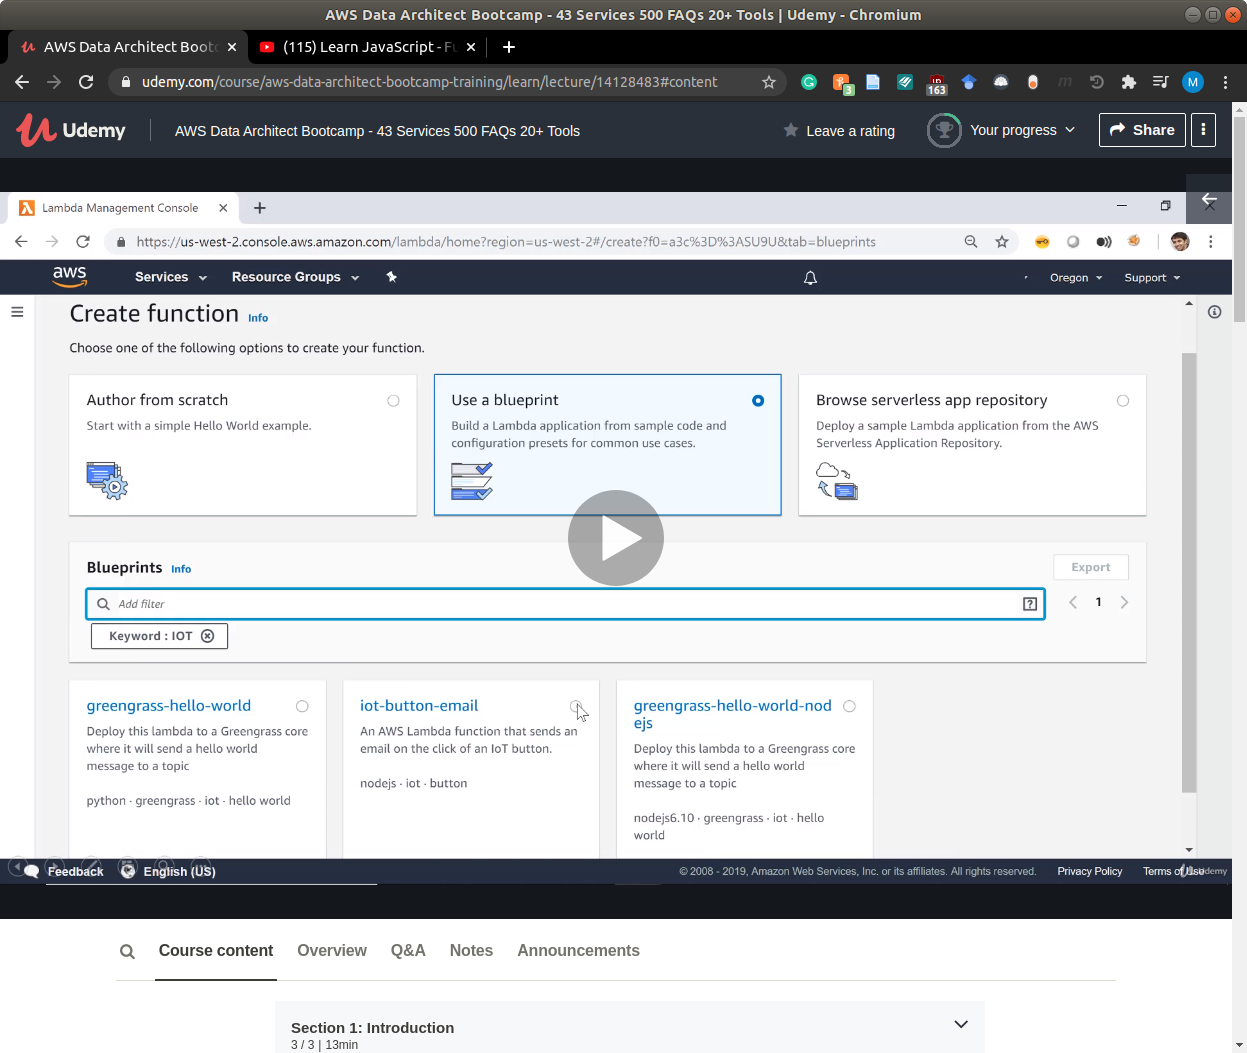 AWS Data Architect Bootcamp - 43 Services 500 FAQs 20+ Tools | Udemy - Chromium
AWS Data Architect Bootc
(115) Learn JavaScript - Fu
udemy.com/course/aws-data-architect-bootcamp-training/learn/lecture/14128483#content
3
163
M
Udemy
AWS Data Architect Bootcamp - 43 Services 500 FAQs 20+ Tools
Leave a rating
Your progress
Share
Lambda Management Console
https://us-west-2.console.aws.amazon.com/lambda/home?region=us-west-2#/create?f0=a3c%3D%3ASU9U&tab=blueprints
aws
Services
Resource Groups
Oregon
Support
Create function Info
Choose one of the following options to create your function.
Author from scratch
Start with a simple Hello World example.
Use a blueprint
Build a Lambda application from sample code and
configuration presets for common use cases.
Browse serverless app repository
Deploy a sample Lambda application from the AWS
Serverless Application Repository.
Blueprints Info
Export
Add filter
1
Keyword : IOT
greengrass-hello-world
Deploy this lambda to a Greengrass core
where it will send a hello world
message to a topic
python · greengrass · iot · hello world
iot-button-email
An AWS Lambda function that sends an
email on the click of an IoT button.
nodejs · iot · button
greengrass-hello-world-nod
ejs
Deploy this lambda to a Greengrass core
where it will send a hello world
message to a topic
nodejs6.10 · greengrass · iot · hello
world
Feedback
English (US)
© 2008 - 2019, Amazon Web Services, Inc. or its affiliates. All rights reserved.
Privacy Policy
Terms of Use
Udemy
Course content
Overview
Q&A
Notes
Announcements
Section 1: Introduction
3 / 3 | 13min